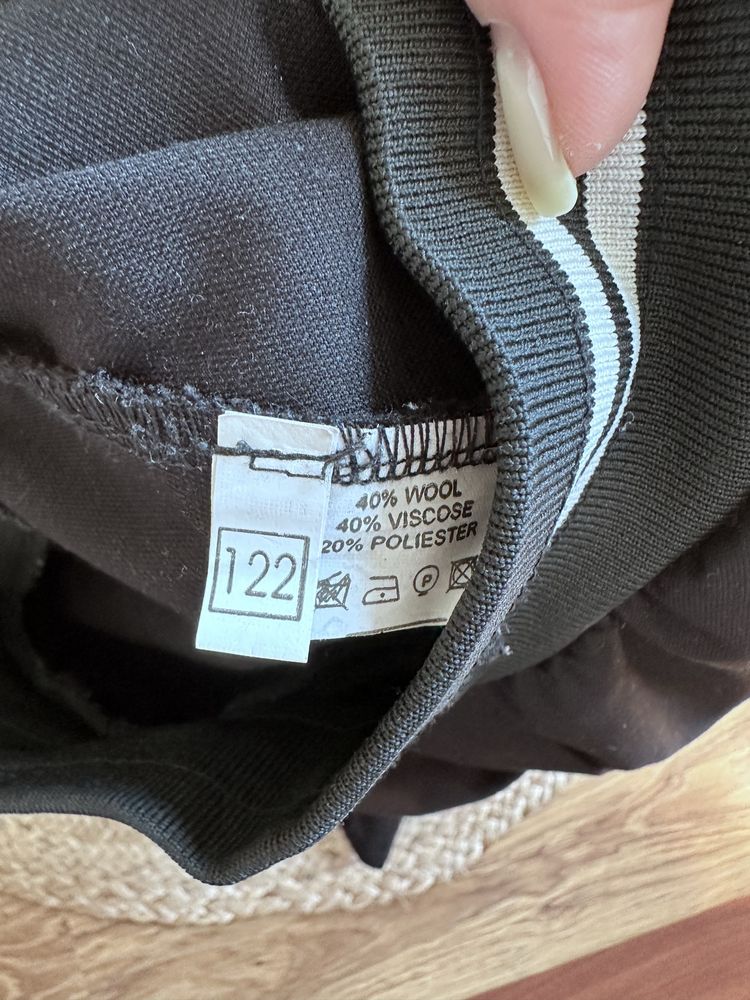 40% WOOL
40% VISCOSE
20% POLIESTER
122
P